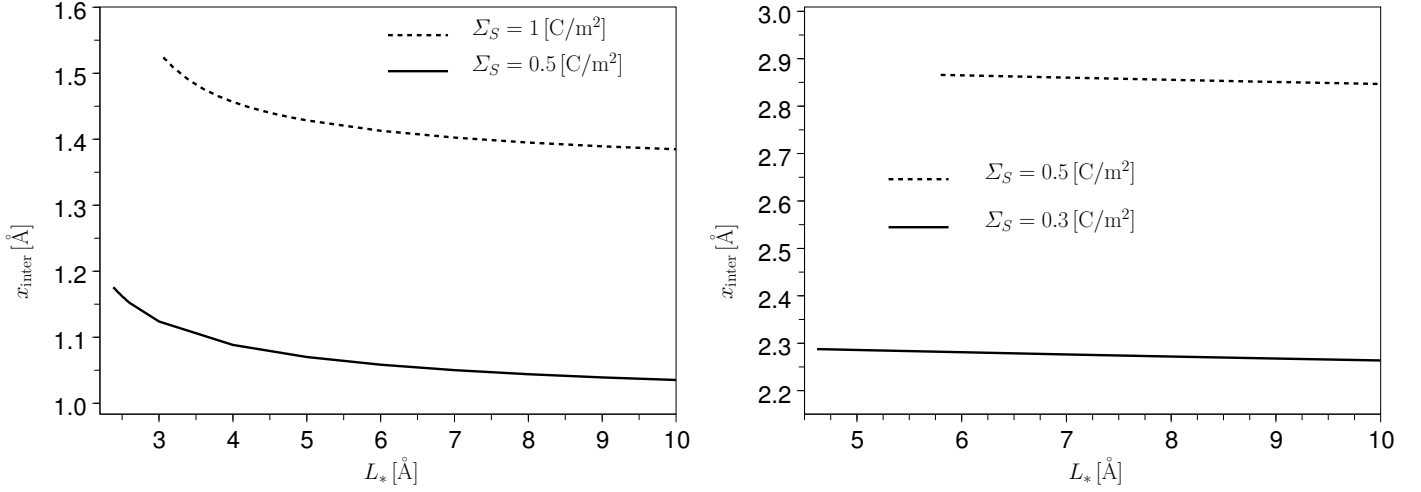 1.6
1.5
1.4
1.3
1.2
1.1
1.0
x_inter [Å]
Σ_S = 1 [C/m²]
Σ_S = 0.5 [C/m²]
3 4 5 6 7 8 9 10
L_* [Å]
3.0
2.9
2.8
2.7
2.6
2.5
2.4
2.3
2.2
x_inter [Å]
Σ_S = 0.5 [C/m²]
Σ_S = 0.3 [C/m²]
5 6 7 8 9 10
L_* [Å]